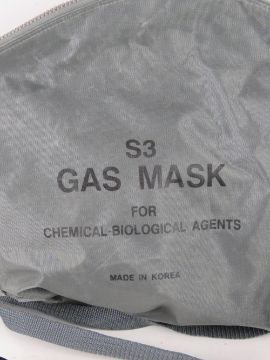 S3
GAS MASK
FOR
CHEMICAL-BIOLOGICAL AGENTS
MADE IN KOREA